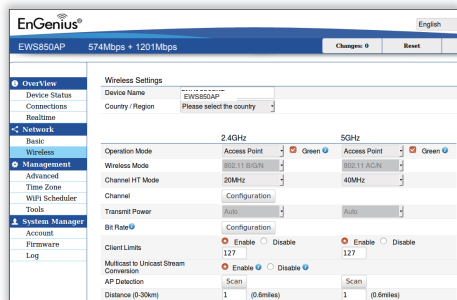 EnGenius®
English
EWS850AP 574Mbps + 1201Mbps Changes: 0 Reset
OverView
Device Status
Connections
Realtime
Network
Basic
Wireless
Management
Advanced
Time Zone
WiFi Scheduler
Tools
System Manager
Account
Firmware
Log
Wireless Settings
Device Name EWS850AP
Country / Region Please select the country
2.4GHz 5GHz
Operation Mode Access Point Green Access Point Green
Wireless Mode 802.11 B/G/N 802.11 AC/N
Channel HT Mode 20MHz 40MHz
Channel Configuration
Transmit Power Auto Auto
Bit Rate Configuration
Client Limits Enable Disable Enable Disable
127 127
Multicast to Unicast Stream
Conversion Enable Disable
AP Detection Scan Scan
Distance (0-30km) 1 (0.6miles) 1 (0.6miles)